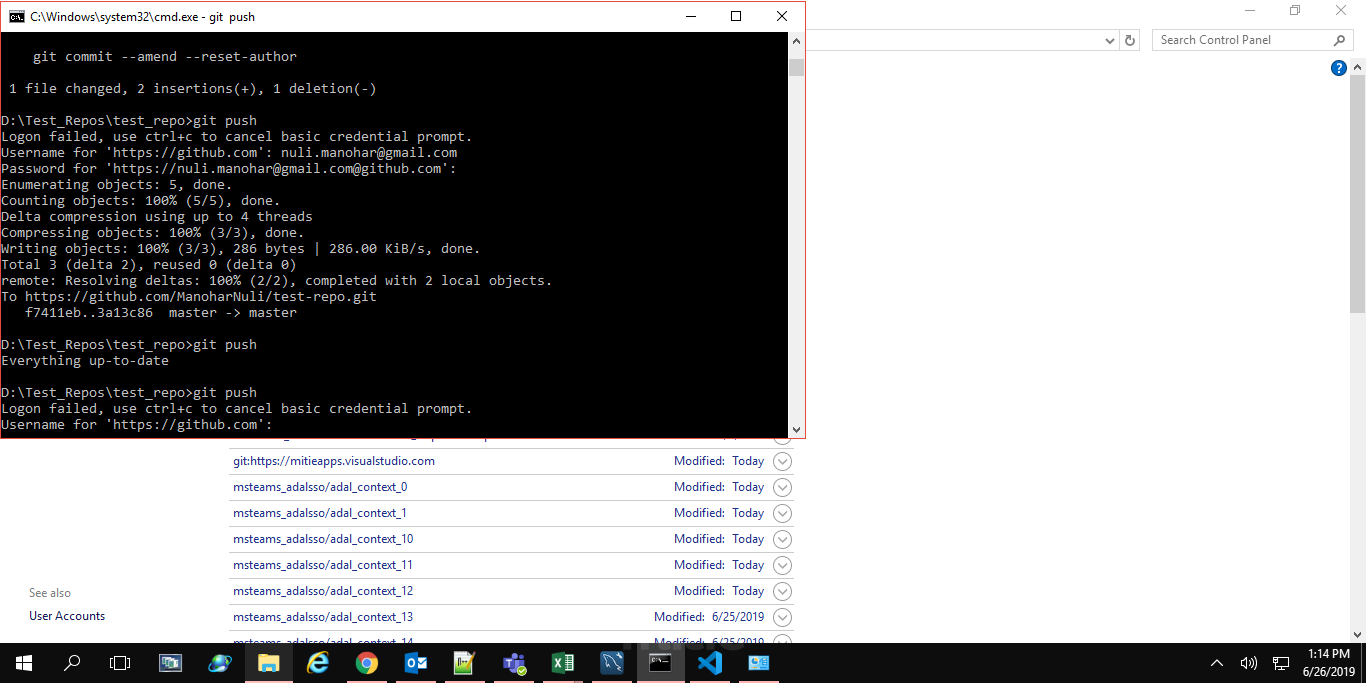 C:\Windows\system32\cmd.exe - git  push
git commit --amend --reset-author
1 file changed, 2 insertions(+), 1 deletion(-)
D:\Test_Repos\test_repo>git push
Logon failed, use ctrl+c to cancel basic credential prompt.
Username for 'https://github.com': nuli.manohar@gmail.com
Password for 'https://nuli.manohar@gmail.com@github.com':
Enumerating objects: 5, done.
Counting objects: 100% (5/5), done.
Delta compression using up to 4 threads
Compressing objects: 100% (3/3), done.
Writing objects: 100% (3/3), 286 bytes | 286.00 KiB/s, done.
Total 3 (delta 2), reused 0 (delta 0)
remote: Resolving deltas: 100% (2/2), completed with 2 local objects.
To https://github.com/ManoharNuli/test-repo.git
f7411eb..3a13c86  master -> master
D:\Test_Repos\test_repo>git push
Everything up-to-date
D:\Test_Repos\test_repo>git push
Logon failed, use ctrl+c to cancel basic credential prompt.
Username for 'https://github.com':
Search Control Panel
git:https://mitieapps.visualstudio.com Modified: Today
msteams_adalsso/adal_context_0 Modified: Today
msteams_adalsso/adal_context_1 Modified: Today
msteams_adalsso/adal_context_10 Modified: Today
msteams_adalsso/adal_context_11 Modified: Today
msteams_adalsso/adal_context_12 Modified: Today
msteams_adalsso/adal_context_13 Modified: 6/25/2019
msteams_adalsso/adal_context_14 Modified: 6/25/2019
See also
User Accounts
1:14 PM
6/26/2019